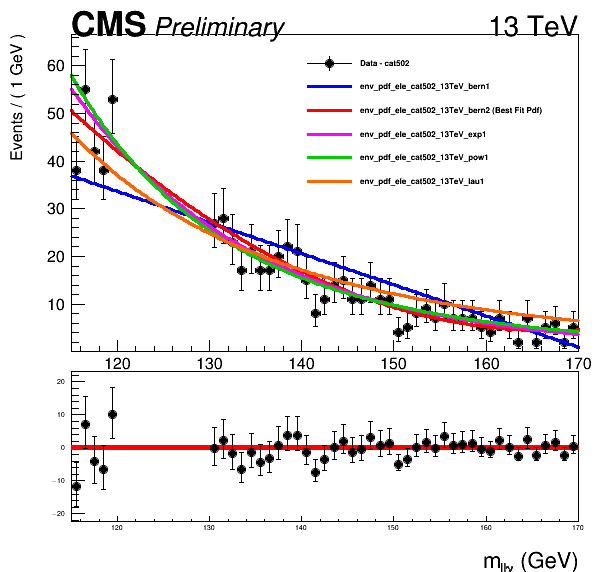 CMS Preliminary 13 TeV
Events / ( 1 GeV )
60
50
40
30
20
10
Data - cat502
env_pdf_ele_cat502_13TeV_bern1
env_pdf_ele_cat502_13TeV_bern2 (Best Fit Pdf)
env_pdf_ele_cat502_13TeV_exp1
env_pdf_ele_cat502_13TeV_pow1
env_pdf_ele_cat502_13TeV_lau1
120 130 140 150 160 170
20
10
0
−10
−20
120 130 140 150 160 170
m_{llγ} (GeV)